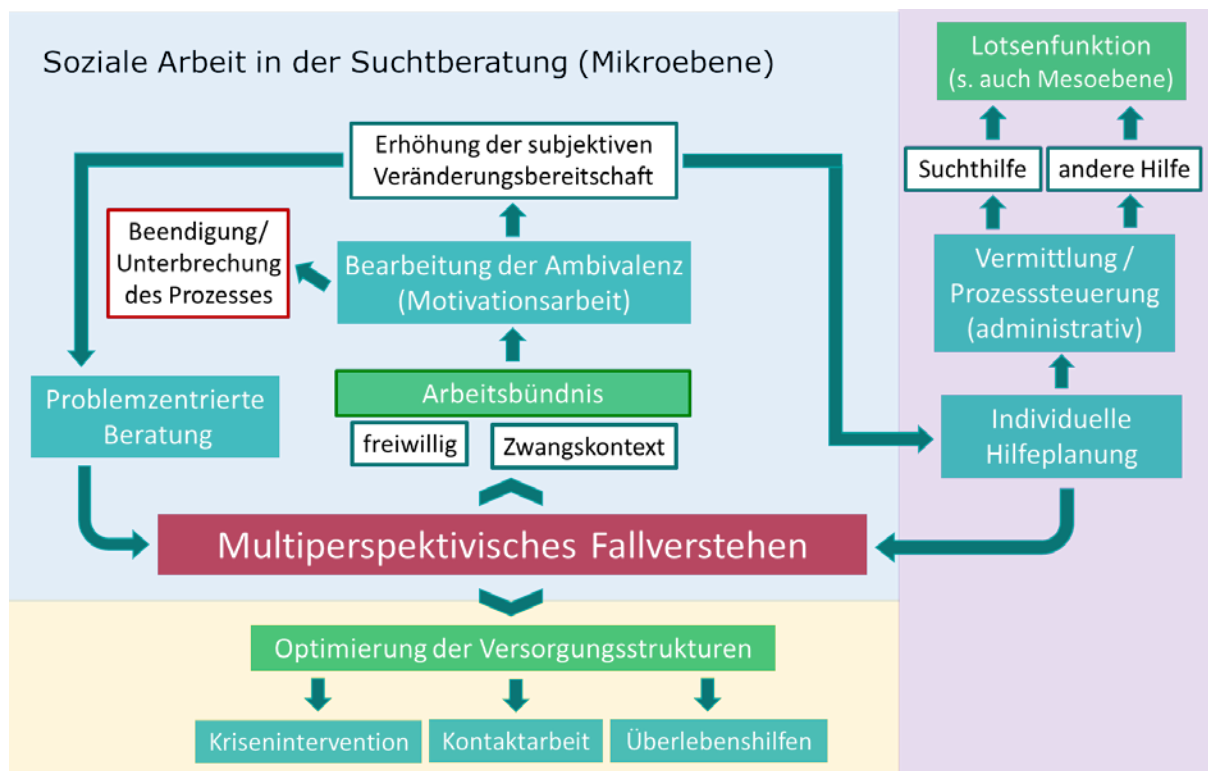 Soziale Arbeit in der Suchtberatung (Mikroebene)
Lotsenfunktion
(s. auch Mesoebene)
Erhöhung der subjektiven
Veränderungsbereitschaft
Suchthilfe
andere Hilfe
Beendigung/
Unterbrechung
des Prozesses
Bearbeitung der Ambivalenz
(Motivationsarbeit)
Vermittlung /
Prozesssteuerung
(administrativ)
Problemzentrierte
Beratung
Arbeitsbündnis
freiwillig
Zwangskontext
Individuelle
Hilfeplanung
Multiperspektivisches Fallverstehen
Optimierung der Versorgungsstrukturen
Krisenintervention
Kontaktarbeit
Überlebenshilfen